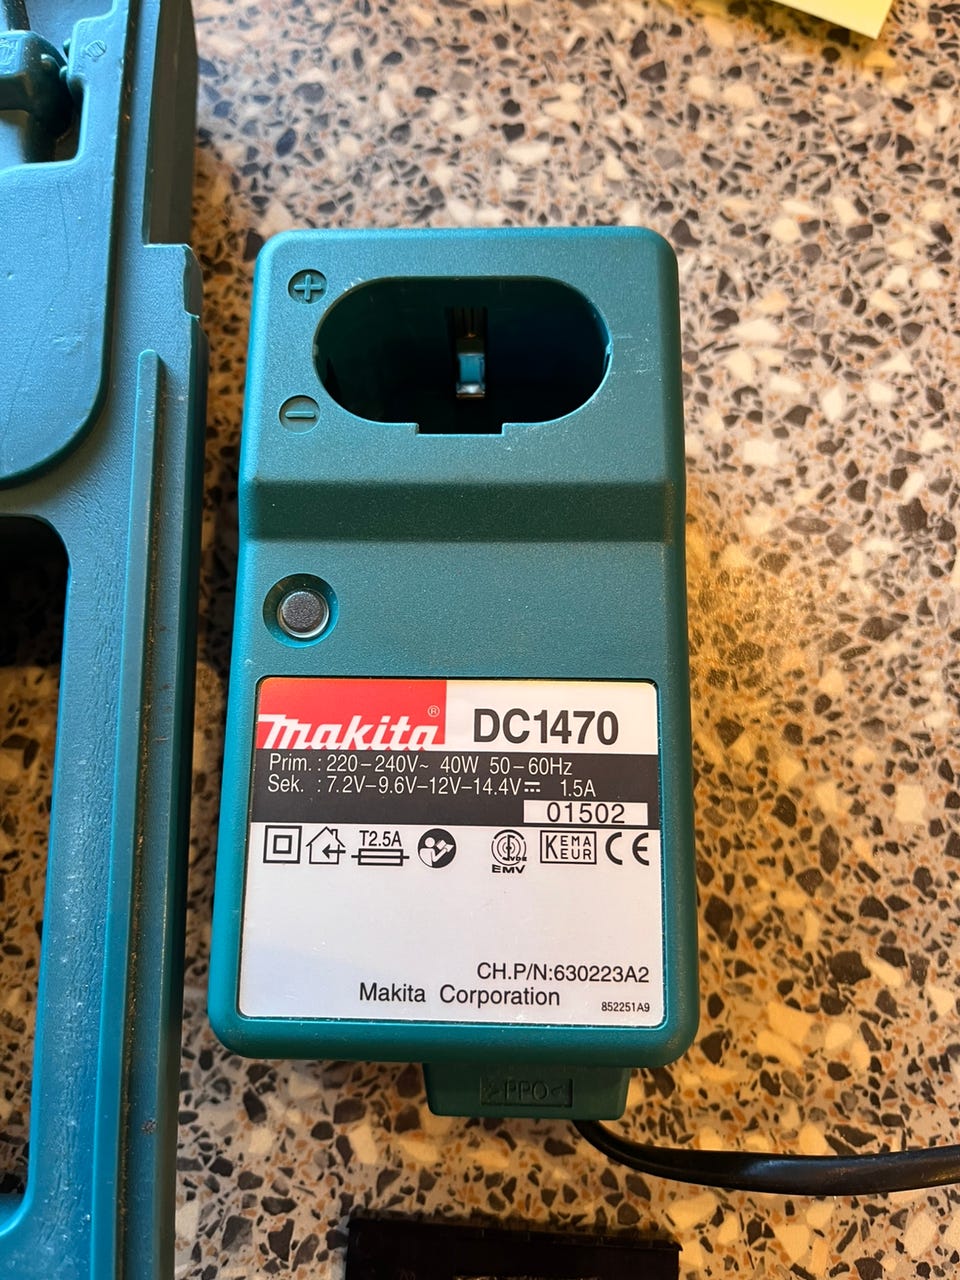 +
−
makita® DC1470
Prim. : 220–240V~ 40W 50–60Hz
Sek. : 7.2V–9.6V–12V–14.4V⎓ 1.5A
01502
T2.5A
VDE
EMV
KEMA
EUR
CE
CH.P/N:630223A2
Makita Corporation
852251A9
>PPO<